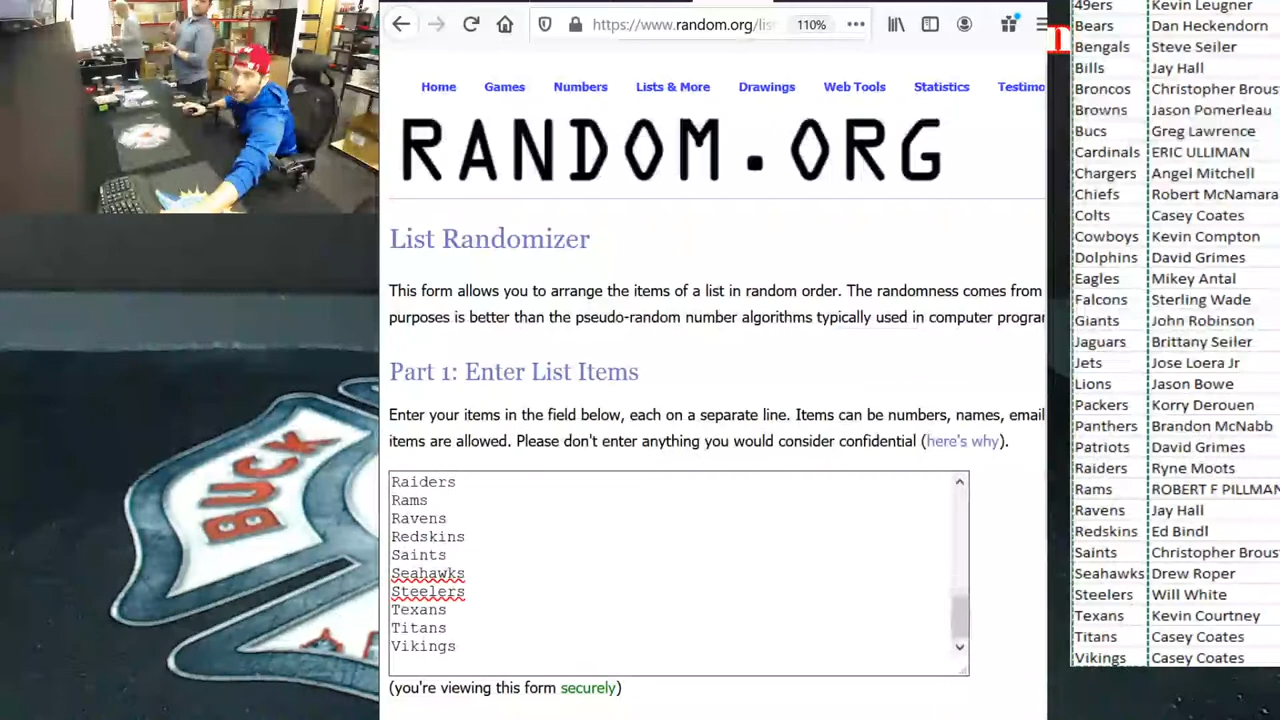 https://www.random.org/lis
110%
Home Games Numbers Lists & More Drawings Web Tools Statistics Testimo
RANDOM.ORG
List Randomizer
This form allows you to arrange the items of a list in random order. The randomness comes from
purposes is better than the pseudo-random number algorithms typically used in computer program
Part 1: Enter List Items
Enter your items in the field below, each on a separate line. Items can be numbers, names, email
items are allowed. Please don't enter anything you would consider confidential (here's why).
Raiders
Rams
Ravens
Redskins
Saints
Seahawks
Steelers
Texans
Titans
Vikings
(you're viewing this form securely)
49ers Kevin Leugner
Bears Dan Heckendorn
Bengals Steve Seiler
Bills Jay Hall
Broncos Christopher Brous
Browns Jason Pomerleau
Bucs Greg Lawrence
Cardinals ERIC ULLIMAN
Chargers Angel Mitchell
Chiefs Robert McNamara
Colts Casey Coates
Cowboys Kevin Compton
Dolphins David Grimes
Eagles Mikey Antal
Falcons Sterling Wade
Giants John Robinson
Jaguars Brittany Seiler
Jets Jose Loera Jr
Lions Jason Bowe
Packers Korry Derouen
Panthers Brandon McNabb
Patriots David Grimes
Raiders Ryne Moots
Rams ROBERT F PILLMAN
Ravens Jay Hall
Redskins Ed Bindl
Saints Christopher Brous
Seahawks Drew Roper
Steelers Will White
Texans Kevin Courtney
Titans Casey Coates
Vikings Casey Coates
BUCK